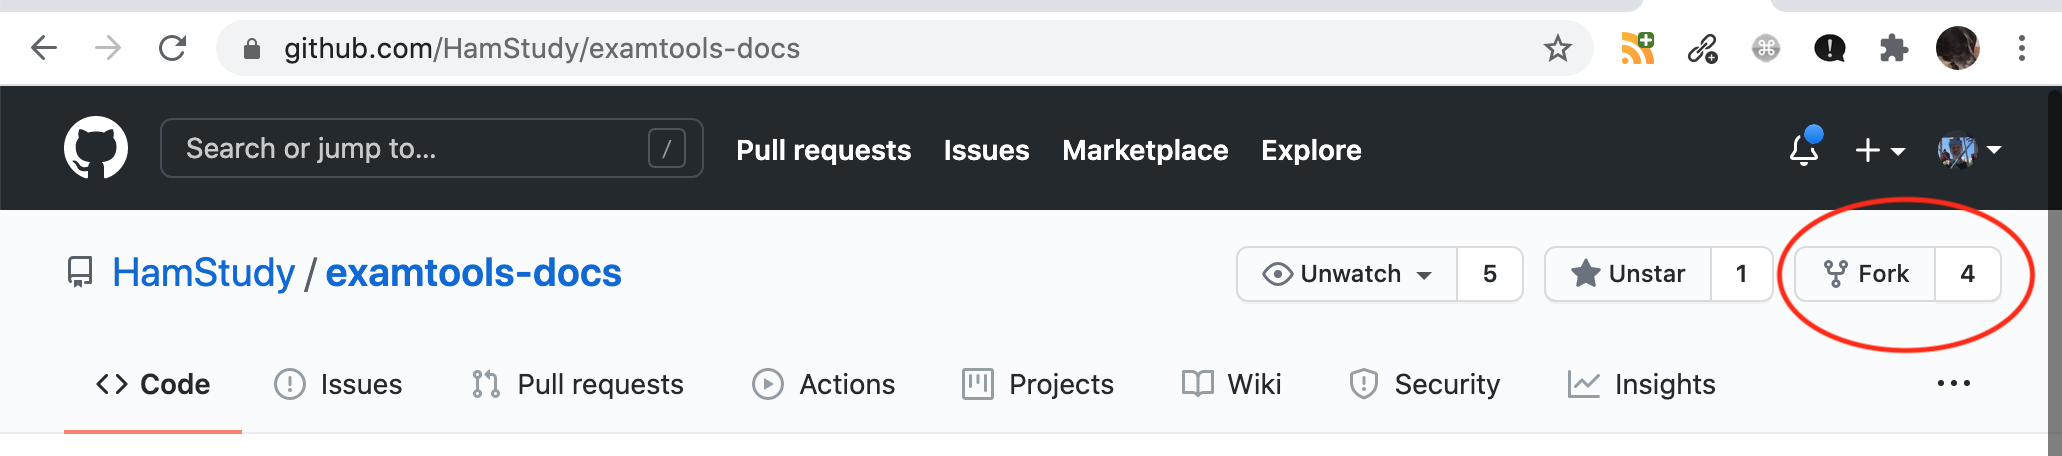 github.com/HamStudy/examtools-docs
Search or jump to... / Pull requests Issues Marketplace Explore
HamStudy / examtools-docs Unwatch 5 Unstar 1 Fork 4
Code Issues Pull requests Actions Projects Wiki Security Insights ...